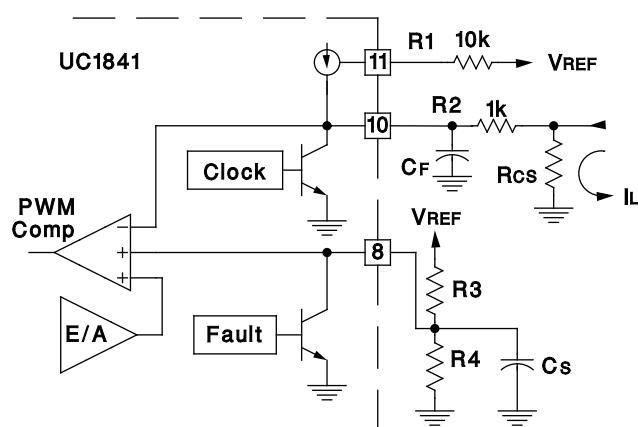 UC1841
11
R1
10k
VREF
10
R2
1k
Clock
CF
RCS
IL
PWM
Comp
VREF
−
+
+
8
R3
E/A
Fault
R4
CS